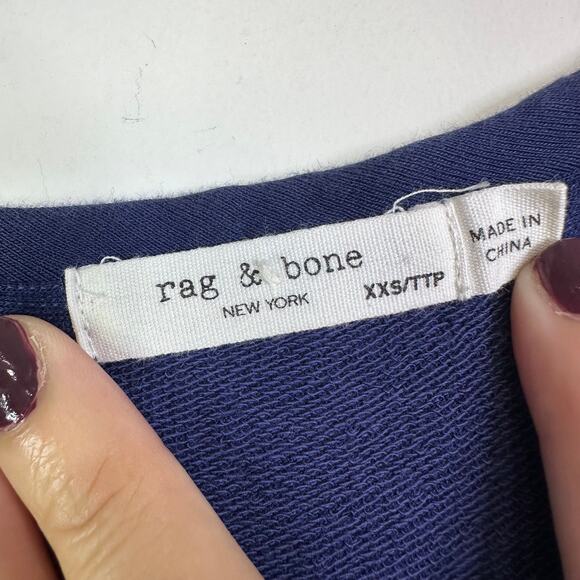 rag & bone
NEW YORK
XXS/TTP
MADE IN
CHINA